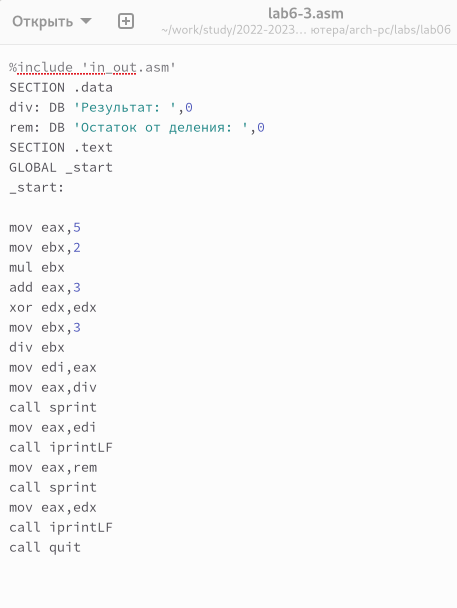 Открыть
lab6-3.asm
~/work/study/2022-2023... ютера/arch-pc/labs/lab06
%include 'in_out.asm'
SECTION .data
div: DB 'Результат: ',0
rem: DB 'Остаток от деления: ',0
SECTION .text
GLOBAL _start
_start:
mov eax,5
mov ebx,2
mul ebx
add eax,3
xor edx,edx
mov ebx,3
div ebx
mov edi,eax
mov eax,div
call sprint
mov eax,edi
call iprintLF
mov eax,rem
call sprint
mov eax,edx
call iprintLF
call quit